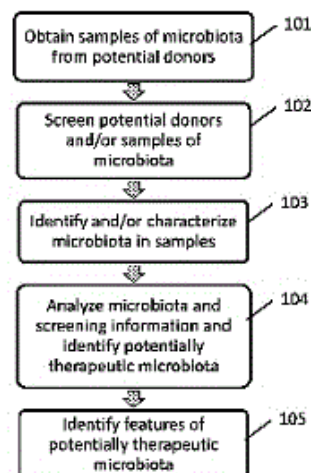 Obtain samples of microbiota
from potential donors
101
Screen potential donors
and/or samples of
microbiota
102
Identify and/or characterize
microbiota in samples
103
Analyze microbiota and
screening information and
identify potentially
therapeutic microbiota
104
Identify features of
potentially therapeutic
microbiota
105